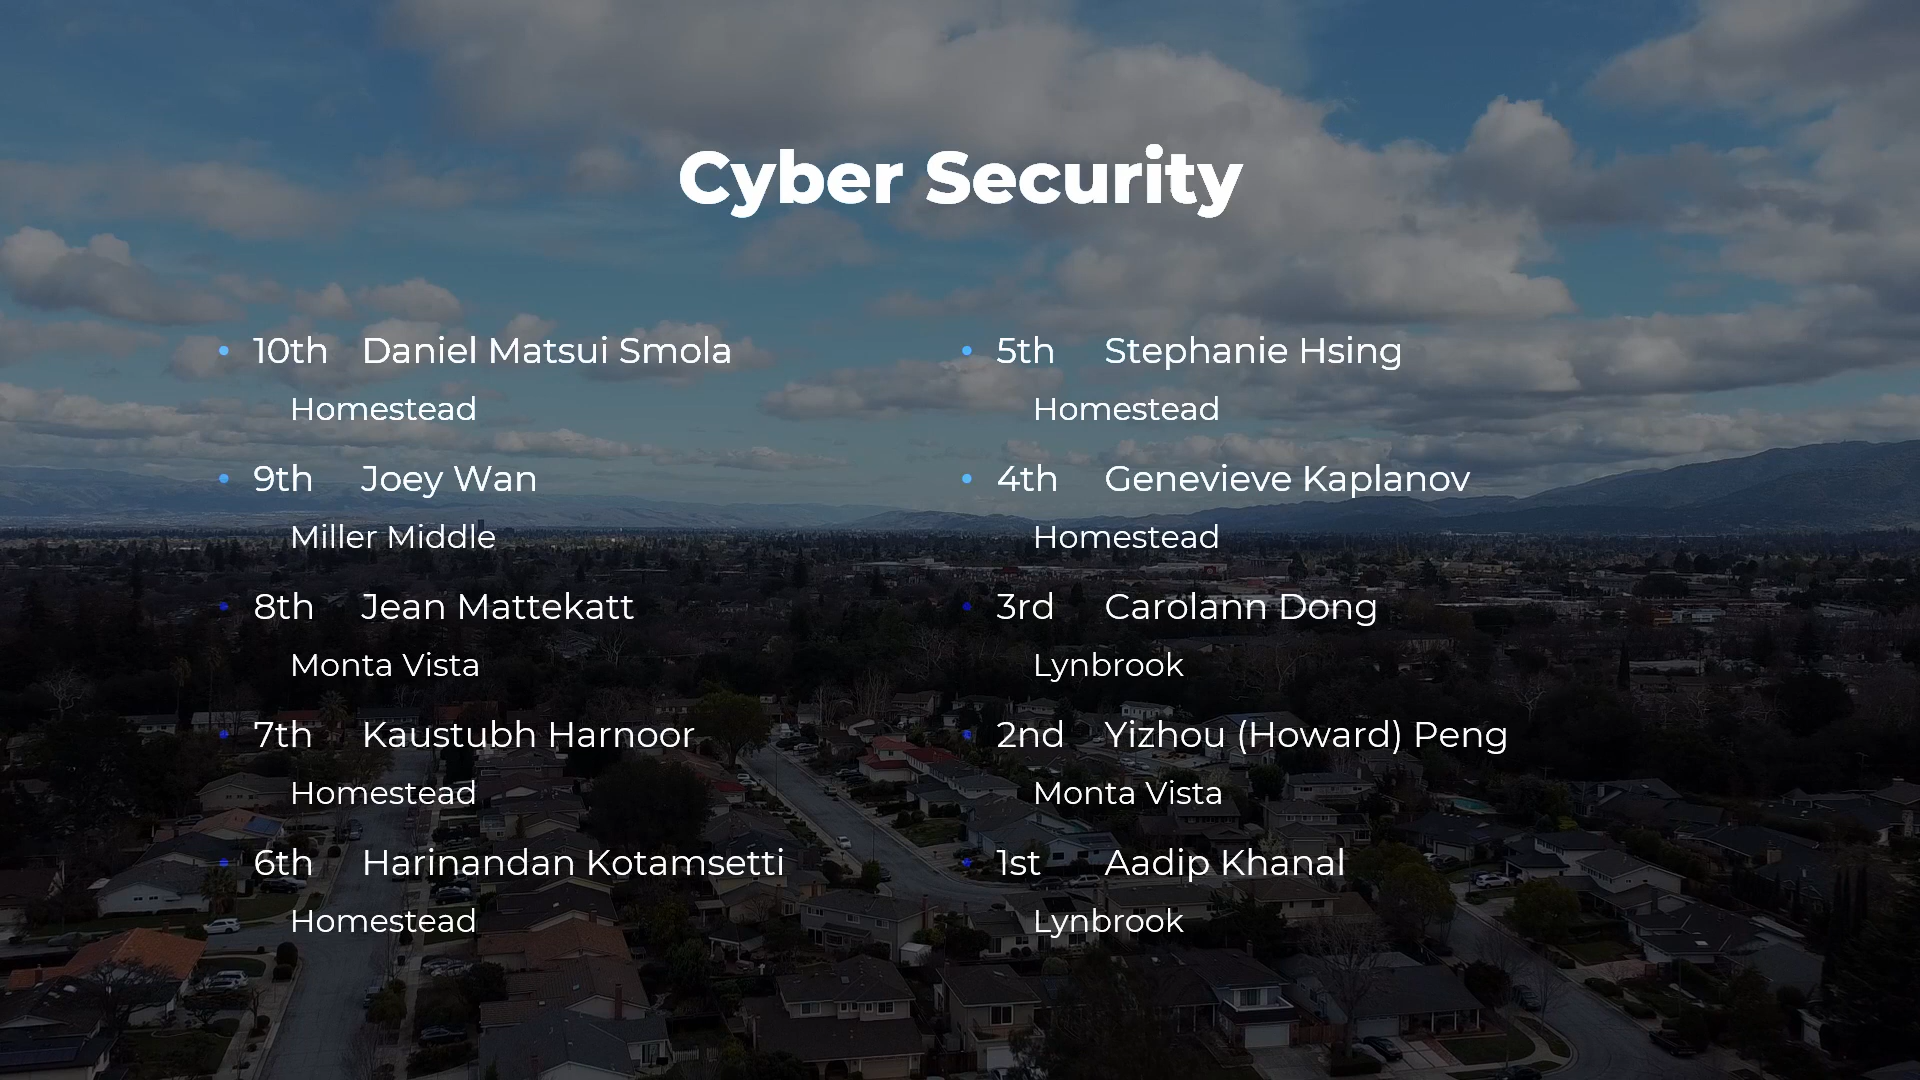 Cyber Security
10th Daniel Matsui Smola
Homestead
9th Joey Wan
Miller Middle
8th Jean Mattekatt
Monta Vista
7th Kaustubh Harnoor
Homestead
6th Harinandan Kotamsetti
Homestead
5th Stephanie Hsing
Homestead
4th Genevieve Kaplanov
Homestead
3rd Carolann Dong
Lynbrook
2nd Yizhou (Howard) Peng
Monta Vista
1st Aadip Khanal
Lynbrook